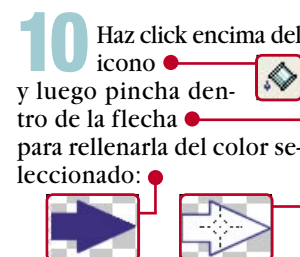 10 Haz click encima del
icono
y luego pincha den-
tro de la flecha
para rellenarla del color se-
leccionado: